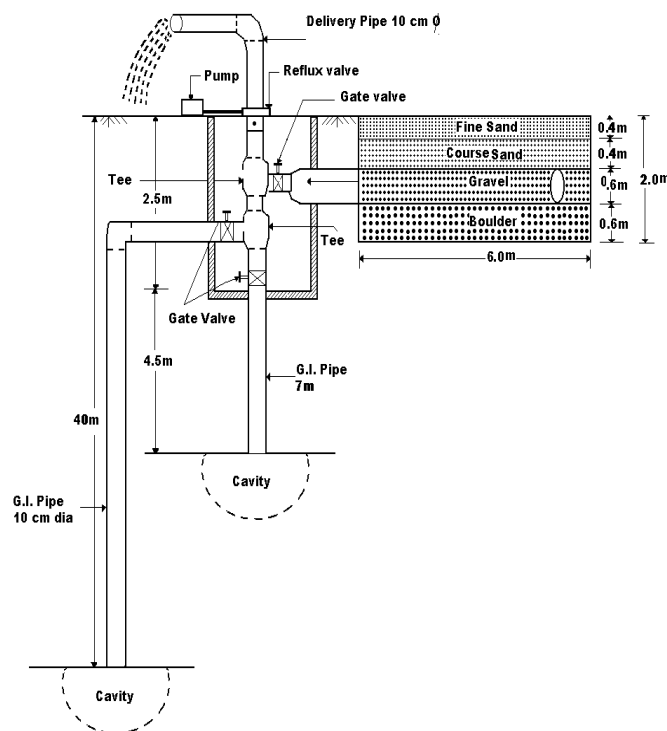 Delivery Pipe 10 cm Ø
Pump
Reflux valve
Gate valve
Fine Sand
0.4m
Course Sand
0.4m
Tee
Gravel
0.6m
2.0m
2.5m
Boulder
0.6m
Tee
6.0m
Gate Valve
4.5m
G.I. Pipe
7m
40m
Cavity
G.I. Pipe
10 cm dia
Cavity